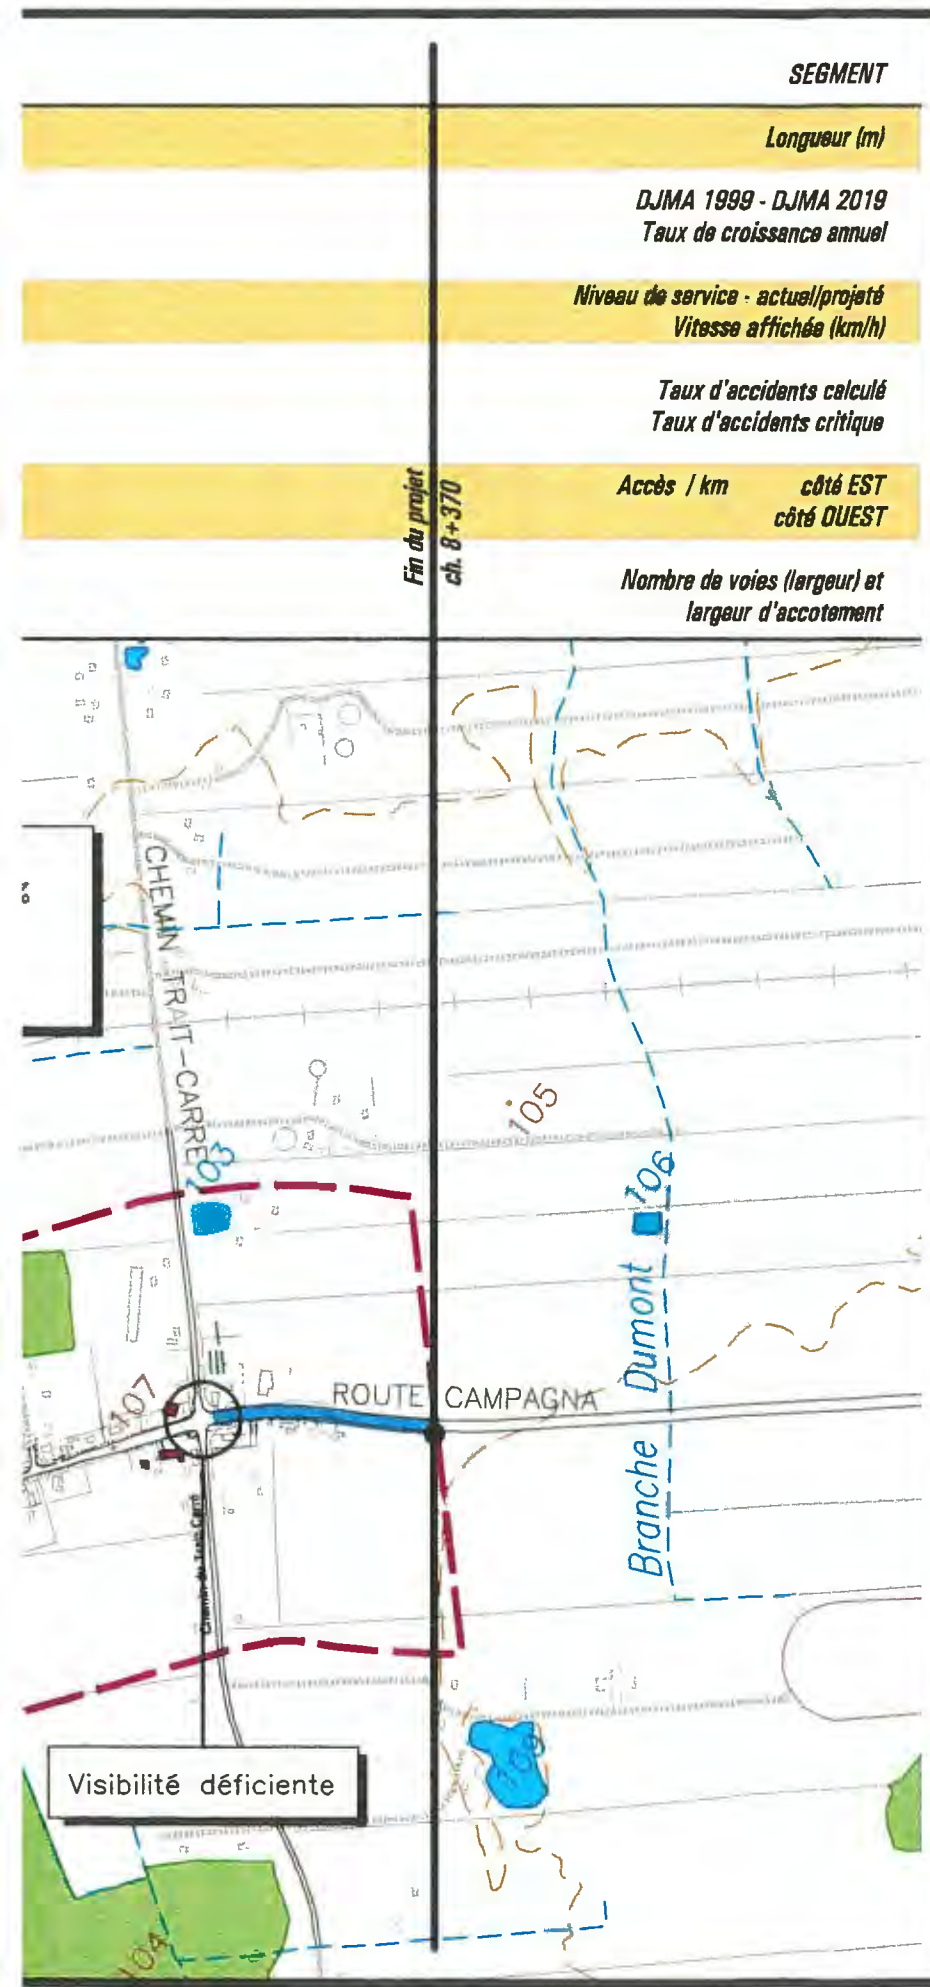 SEGMENT
Longueur (m)
DJMA 1999 - DJMA 2019
Taux de croissance annuel
Niveau de service - actuel/projeté
Vitesse affichée (km/h)
Taux d'accidents calculé
Taux d'accidents critique
Accès / km côté EST
côté OUEST
Fin du projet
ch. 8+370
Nombre de voies (largeur) et
largeur d'accotement
CHEMIN TRAIT-CARRÉ
103
105
106
Branche Dumont
107
ROUTE CAMPAGNA
Chemin du Trait Carré
109
Visibilité déficiente
104